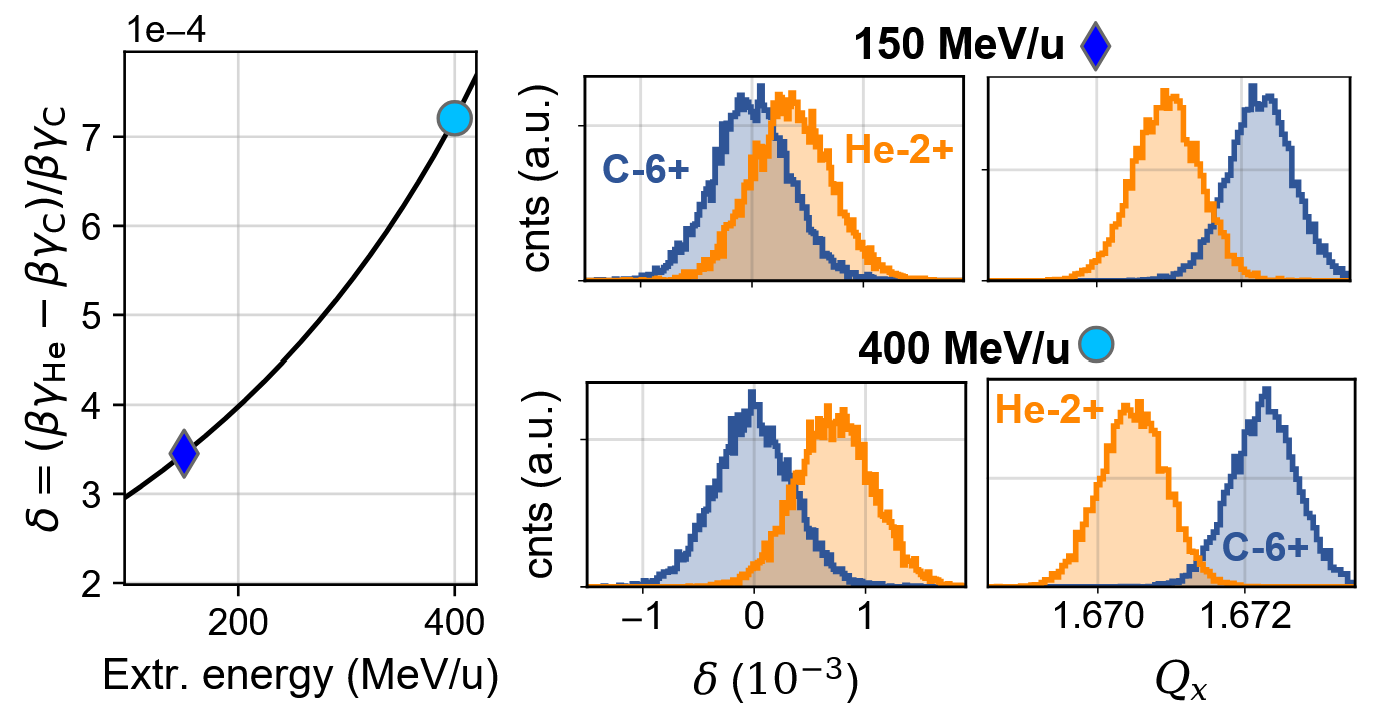 1e−4
δ = (βγHe − βγC)/βγC
7
6
5
4
3
2
200
400
Extr. energy (MeV/u)
150 MeV/u
cnts (a.u.)
C-6+
He-2+
400 MeV/u
cnts (a.u.)
He-2+
C-6+
−1
0
1
1.670
1.672
δ (10⁻³)
Qx